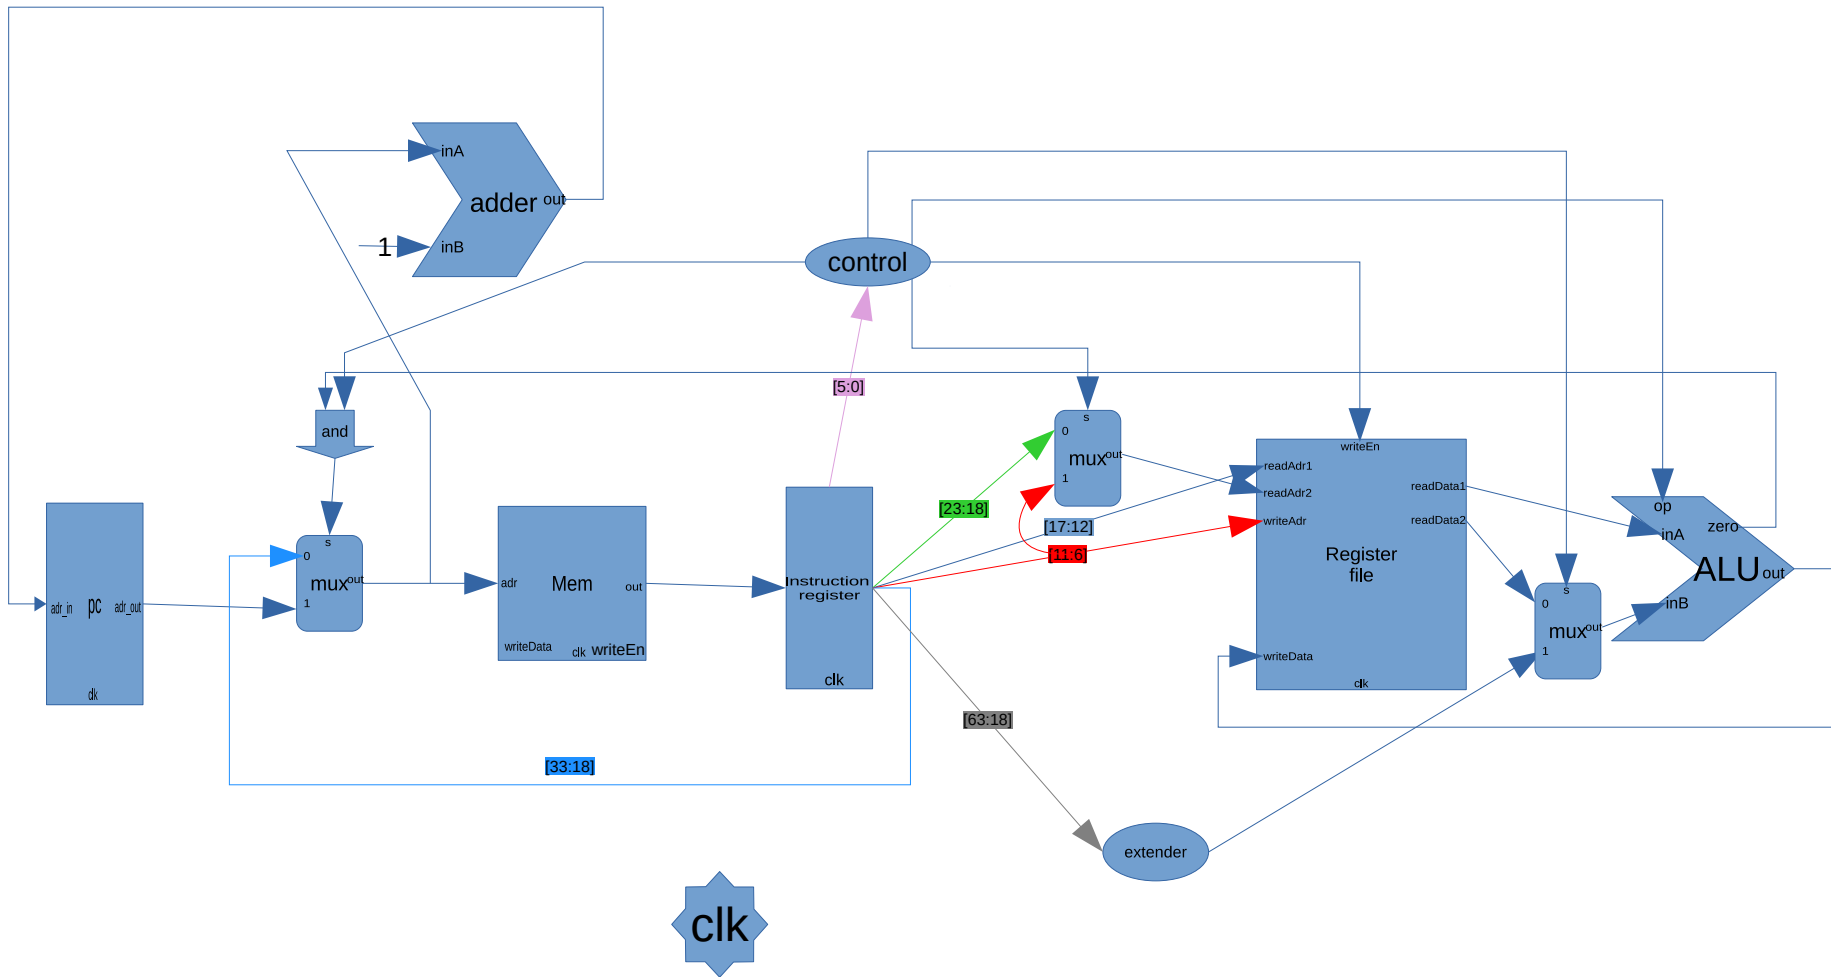 inA
adder
out
1
inB
control
[5:0]
and
s
0
mux
out
1
adr_in
pc
adr_out
clk
adr
Mem
out
writeData
clk
writeEn
Instruction
register
clk
[33:18]
[23:18]
[17:12]
[11:6]
[63:18]
s
0
mux
out
1
writeEn
readAdr1
readAdr2
writeAdr
readData1
readData2
Register
file
writeData
clk
s
0
mux
out
1
op
zero
inA
ALU
out
inB
extender
clk